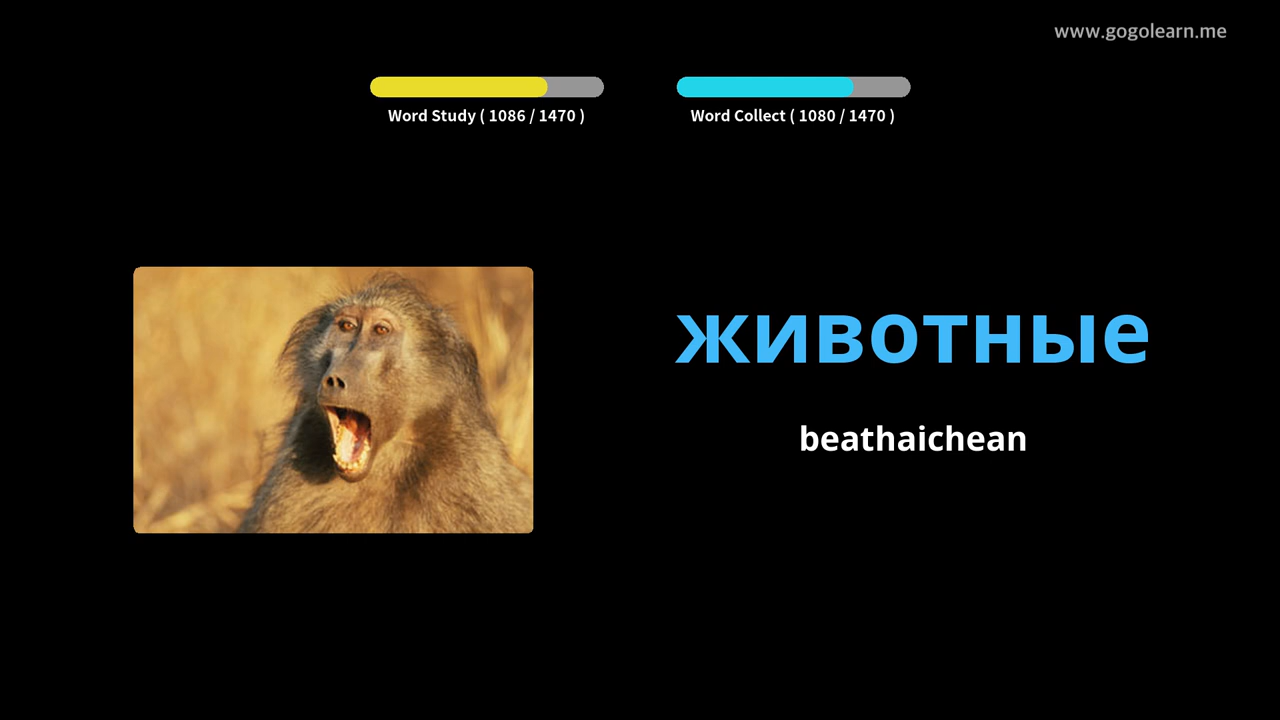 www.gogolearn.me
Word Study ( 1086 / 1470 )
Word Collect ( 1080 / 1470 )
животные
beathaichean